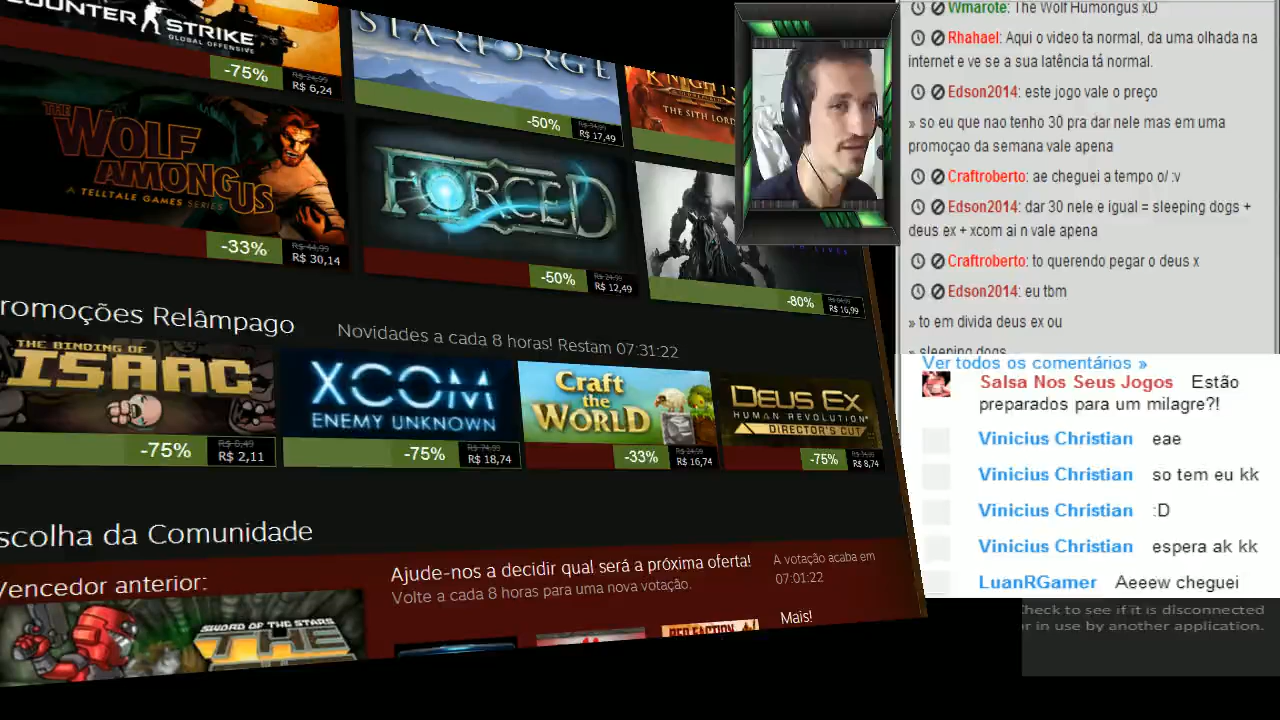 COUNTER STRIKE
GLOBAL OFFENSIVE
-75%
R$ 24,99
R$ 6,24
STARFORGE
-50%
R$ 34,99
R$ 17,49
KNIGHTS
THE SITH LORDS
THE WOLF AMONG US
A TELLTALE GAMES SERIES
-33%
R$ 44,99
R$ 30,14
FORCED
-50%
R$ 24,99
R$ 12,49
-80%
R$ 16,99
romoções Relâmpago
Novidades a cada 8 horas! Restam 07:31:22
THE BINDING OF
ISAAC
-75%
R$ 8,49
R$ 2,11
XCOM
ENEMY UNKNOWN
-75%
R$ 74,99
R$ 18,74
Craft
the
WORLD
-33%
R$ 24,99
R$ 16,74
DEUS EX
HUMAN REVOLUTION
DIRECTOR'S CUT
-75%
R$ 34,99
R$ 8,74
scolha da Comunidade
Vencedor anterior:
SWORD OF THE STARS
THE
Ajude-nos a decidir qual será a próxima oferta!
Volte a cada 8 horas para uma nova votação.
A votação acaba em
07:01:22
Mais!
RED FACTION
Wmarote: The Wolf Humongus xD
Rhahael: Aqui o video ta normal, da uma olhada na
internet e ve se a sua latência tá normal.
Edson2014: este jogo vale o preço
» so eu que nao tenho 30 pra dar nele mas em uma
promoçao da semana vale apena
Craftroberto: ae cheguei a tempo o/ :v
Edson2014: dar 30 nele e igual = sleeping dogs +
deus ex + xcom ai n vale apena
Craftroberto: to querendo pegar o deus x
Edson2014: eu tbm
» to em divida deus ex ou
» sleeping dogs
Ver todos os comentários »
Salsa Nos Seus Jogos Estão
preparados para um milagre?!
Vinicius Christian eae
Vinicius Christian so tem eu kk
Vinicius Christian :D
Vinicius Christian espera ak kk
LuanRGamer Aeeew cheguei
Check to see if it is disconnected
or in use by another application.